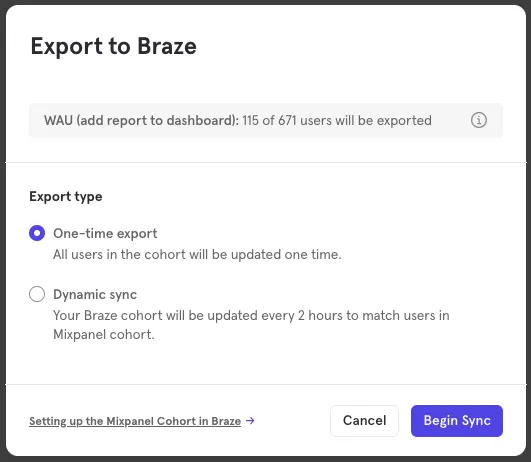 Export to Braze
WAU (add report to dashboard): 115 of 671 users will be exported
Export type
One-time export
All users in the cohort will be updated one time.
Dynamic sync
Your Braze cohort will be updated every 2 hours to match users in
Mixpanel cohort.
Setting up the Mixpanel Cohort in Braze →
Cancel
Begin Sync